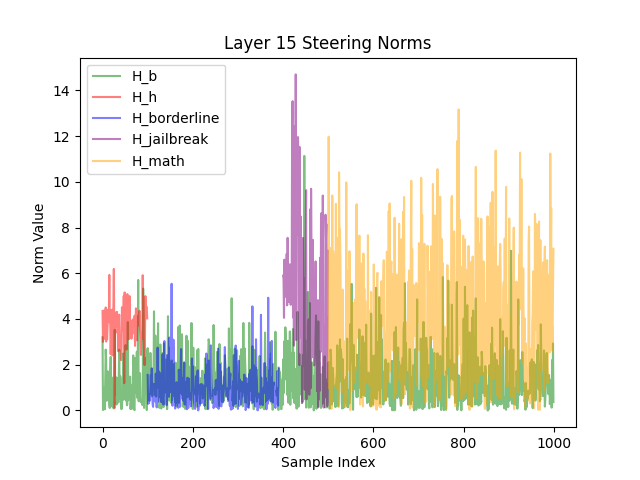 Layer 15 Steering Norms
H_b
H_h
H_borderline
H_jailbreak
H_math
14
12
10
8
6
4
2
0
Norm Value
0
200
400
600
800
1000
Sample Index